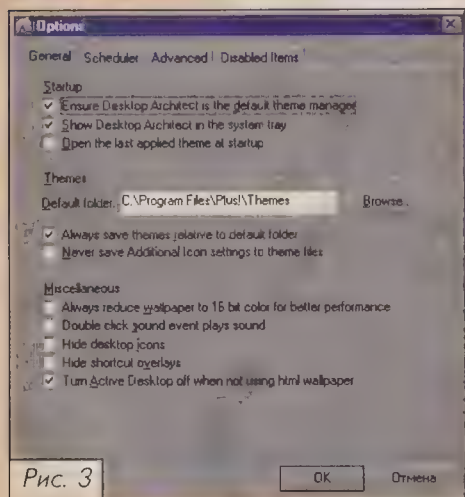 Options
General Scheduler Advanced Disabled Items
Startup
Ensure Desktop Architect is the default theme manager
Show Desktop Architect in the system tray
Open the last applied theme at startup
Themes
Default folder. C:\Program Files\Plus!\Themes Browse..
Always save themes relative to default folder
Never save Additional Icon settings to theme files
Miscellaneous
Always reduce wallpaper to 16 bit color for better performance
Double click sound event plays sound
Hide desktop icons
Hide shortcut overlays
Turn Active Desktop off when not using html wallpaper
Рис. 3
OK Отмена